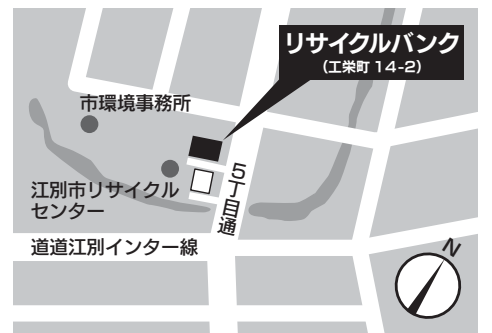 リサイクルバンク
(工栄町 14-2)
市環境事務所
江別市リサイクル
センター
5丁目通
道道江別インター線
N